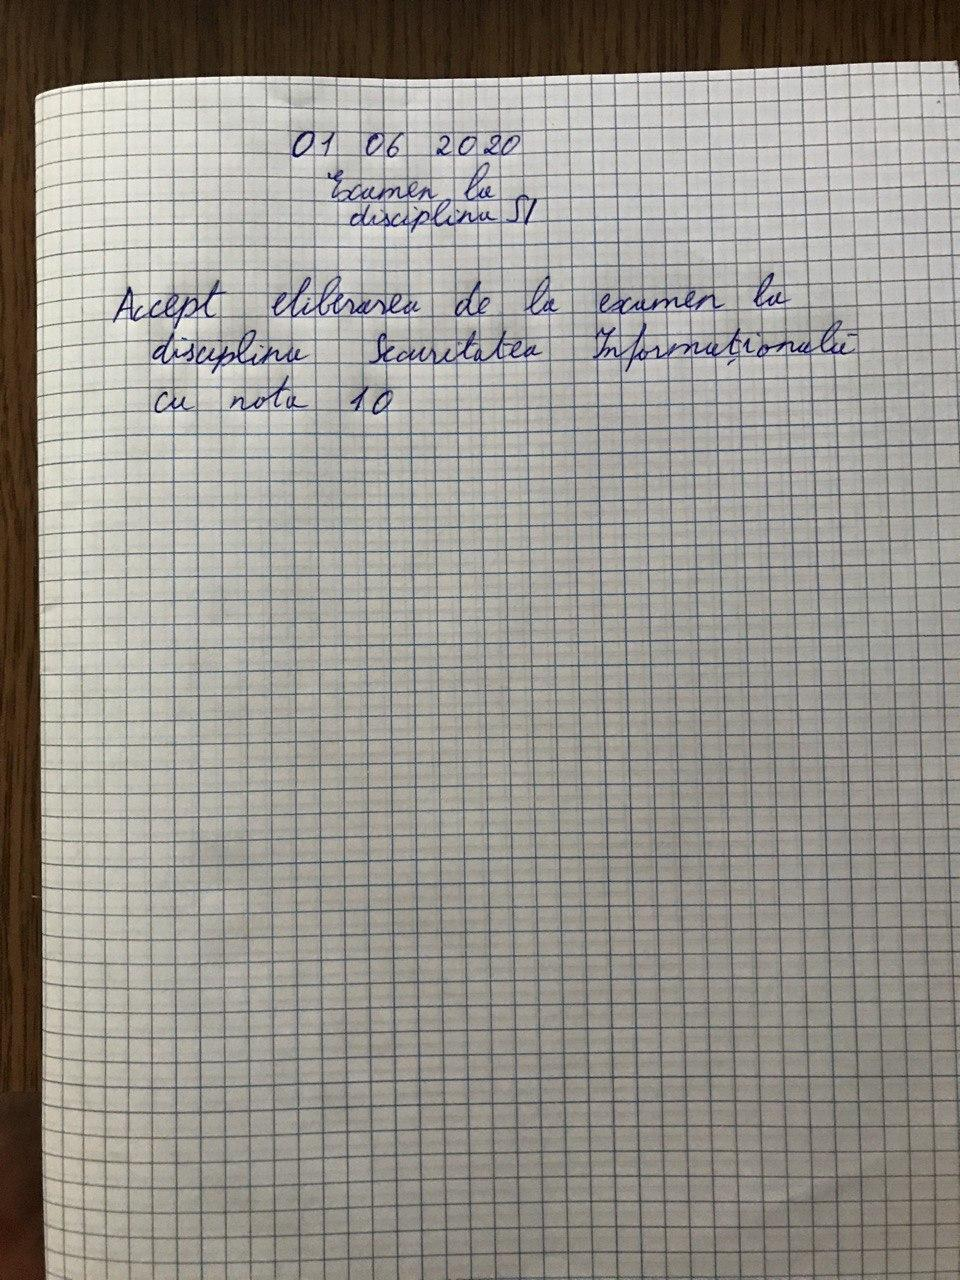 01 06 2020
Examen la
disciplina SI
Accept eliberarea de la examen la
disciplina Securitatea Informațională
cu nota 10